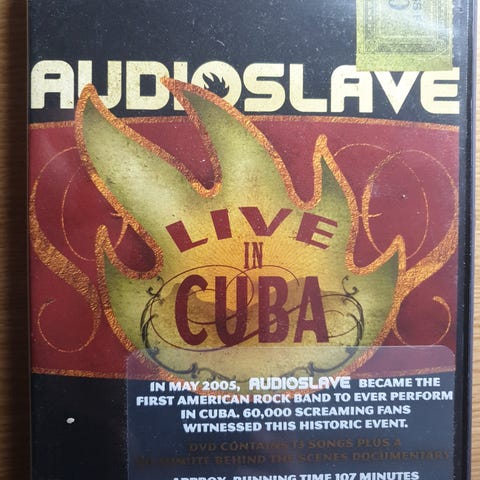 AUDIOSLAVE
LIVE
IN
CUBA
IN MAY 2005, AUDIOSLAVE BECAME THE
FIRST AMERICAN ROCK BAND TO EVER PERFORM
IN CUBA. 60,000 SCREAMING FANS
WITNESSED THIS HISTORIC EVENT.
DVD CONTAINS 13 SONGS PLUS A
MINUTE BEHIND THE SCENES DOCUMENTARY
APPROX. RUNNING TIME 107 MINUTES